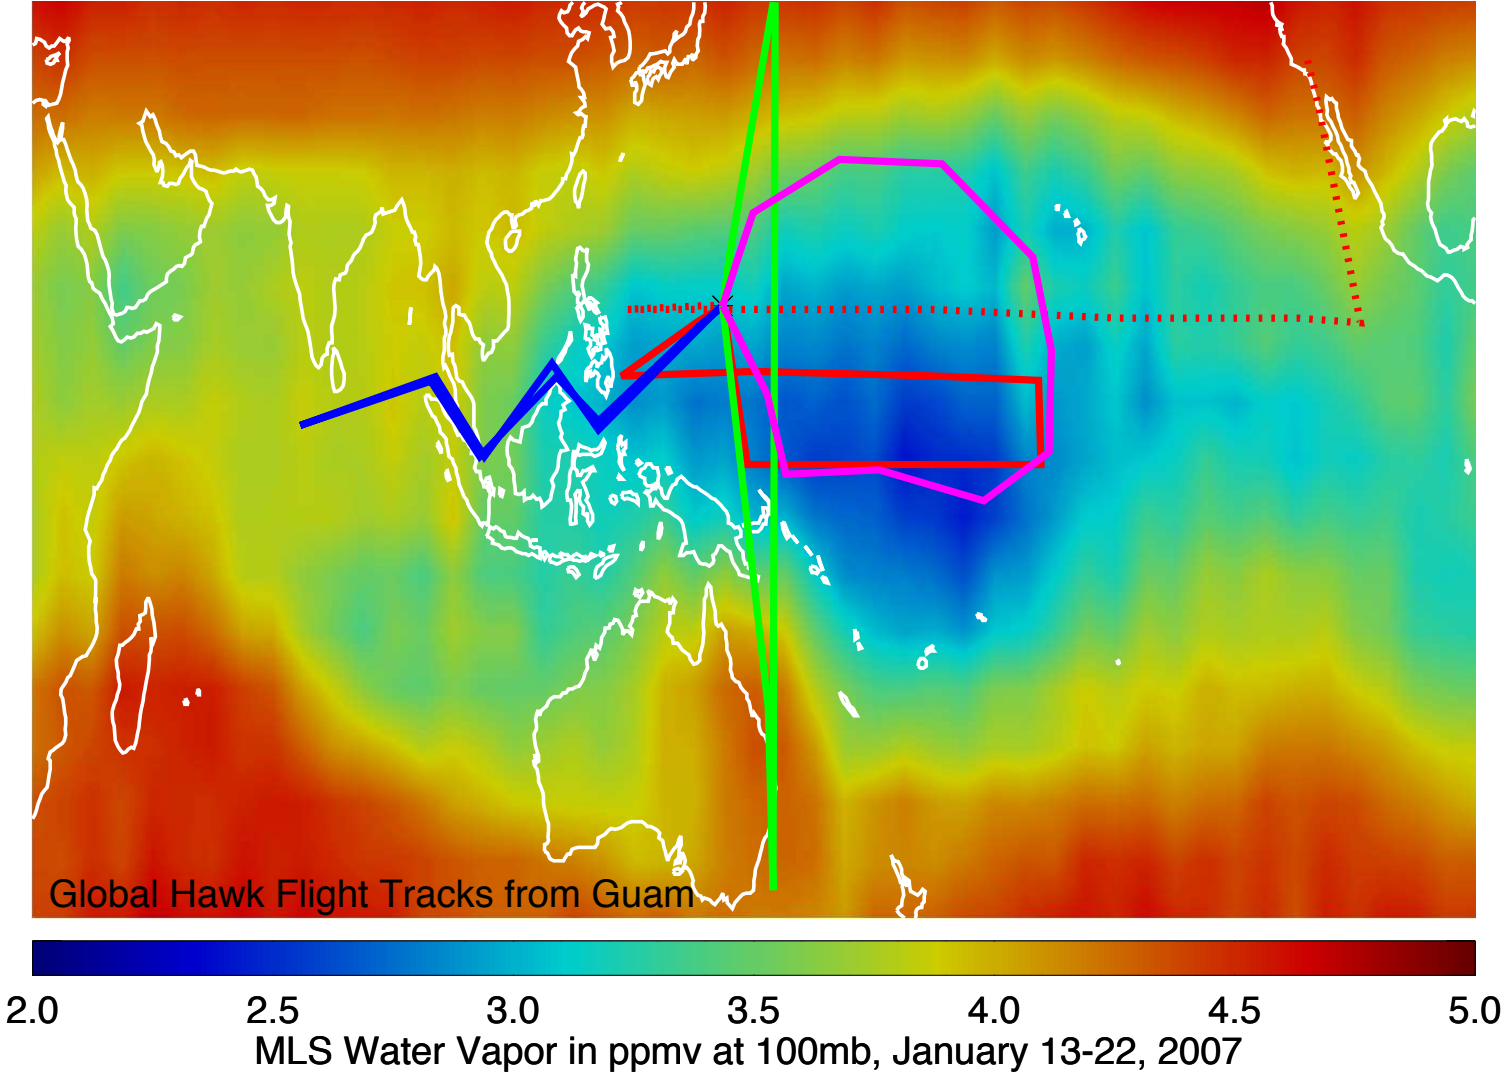 Global Hawk Flight Tracks from Guam
2.0 2.5 3.0 3.5 4.0 4.5 5.0
MLS Water Vapor in ppmv at 100mb, January 13-22, 2007